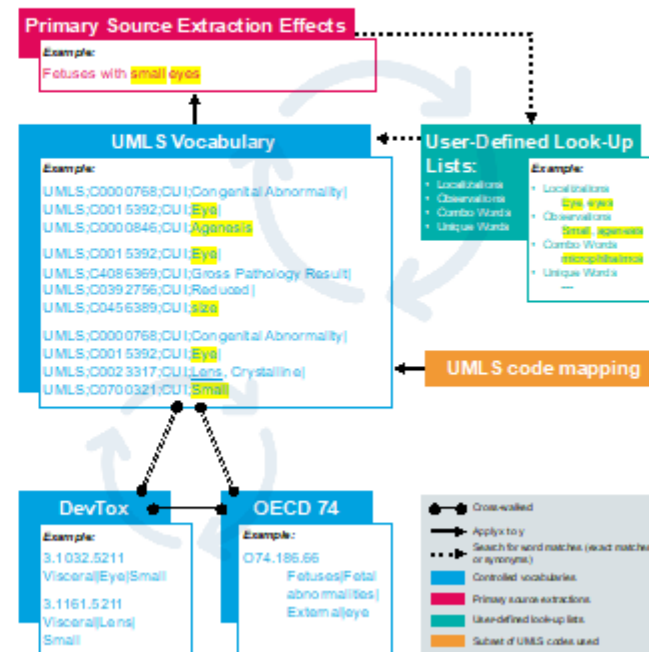 Primary Source Extraction Effects
Example:
Fetuses with small eyes
UMLS Vocabulary
Example:
UMLS;C0000768;CUI;Congenital Abnormality|
UMLS;C0015392;CUI;Eye|
UMLS;C0000846;CUI;Agenesis
UMLS;C0015392;CUI;Eye|
UMLS;C4086369;CUI;Gross Pathology Result|
UMLS;C0392756;CUI;Reduced|
UMLS;C0456389;CUI;size
UMLS;C0000768;CUI;Congenital Abnormality|
UMLS;C0015392;CUI;Eye|
UMLS;C0023317;CUI;Lens, Crystalline|
UMLS;C0700321;CUI;Small
User-Defined Look-Up
Lists:
• Localizations
• Observations
• Combo Words
• Unique Words
Example:
• Localizations
Eye, eyes
• Observations
Small, agenesis
• Combo Words
microphthalmos
• Unique Words
—
UMLS code mapping
DevTox
Example:
3.1032.5211
Visceral|Eye|Small
3.1161.5211
Visceral|Lens|
Small
OECD 74
Example:
O74.186.66
Fetuses|Fetal
abnormalities|
External|eye
Cross-walked
Apply x to y
Search for word matches (exact matches
or synonyms)
Controlled vocabularies
Primary source extractions
User-defined look-up lists
Subset of UMLS codes used